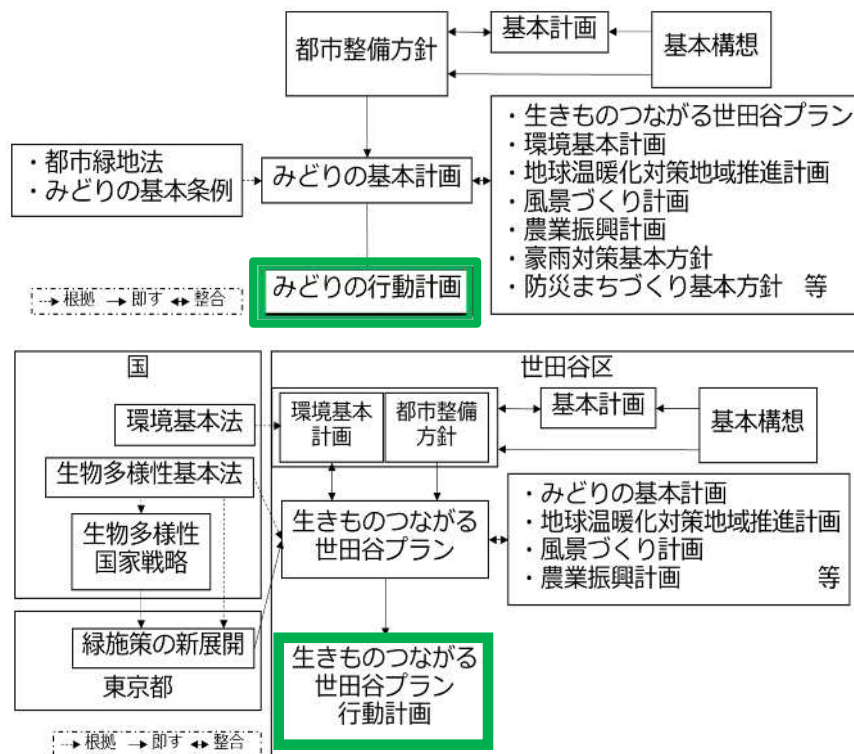 都市整備方針
基本計画
基本構想
・都市緑地法
・みどりの基本条例
みどりの基本計画
・生きものつながる世田谷プラン
・環境基本計画
・地球温暖化対策地域推進計画
・風景づくり計画
・農業振興計画
・豪雨対策基本方針
・防災まちづくり基本方針　等
みどりの行動計画
根拠 即す 整合
国
環境基本法
生物多様性基本法
生物多様性
国家戦略
緑施策の新展開
東京都
世田谷区
環境基本
計画
都市整備
方針
基本計画
基本構想
生きものつながる
世田谷プラン
・みどりの基本計画
・地球温暖化対策地域推進計画
・風景づくり計画
・農業振興計画　等
生きものつながる
世田谷プラン
行動計画
根拠 即す 整合